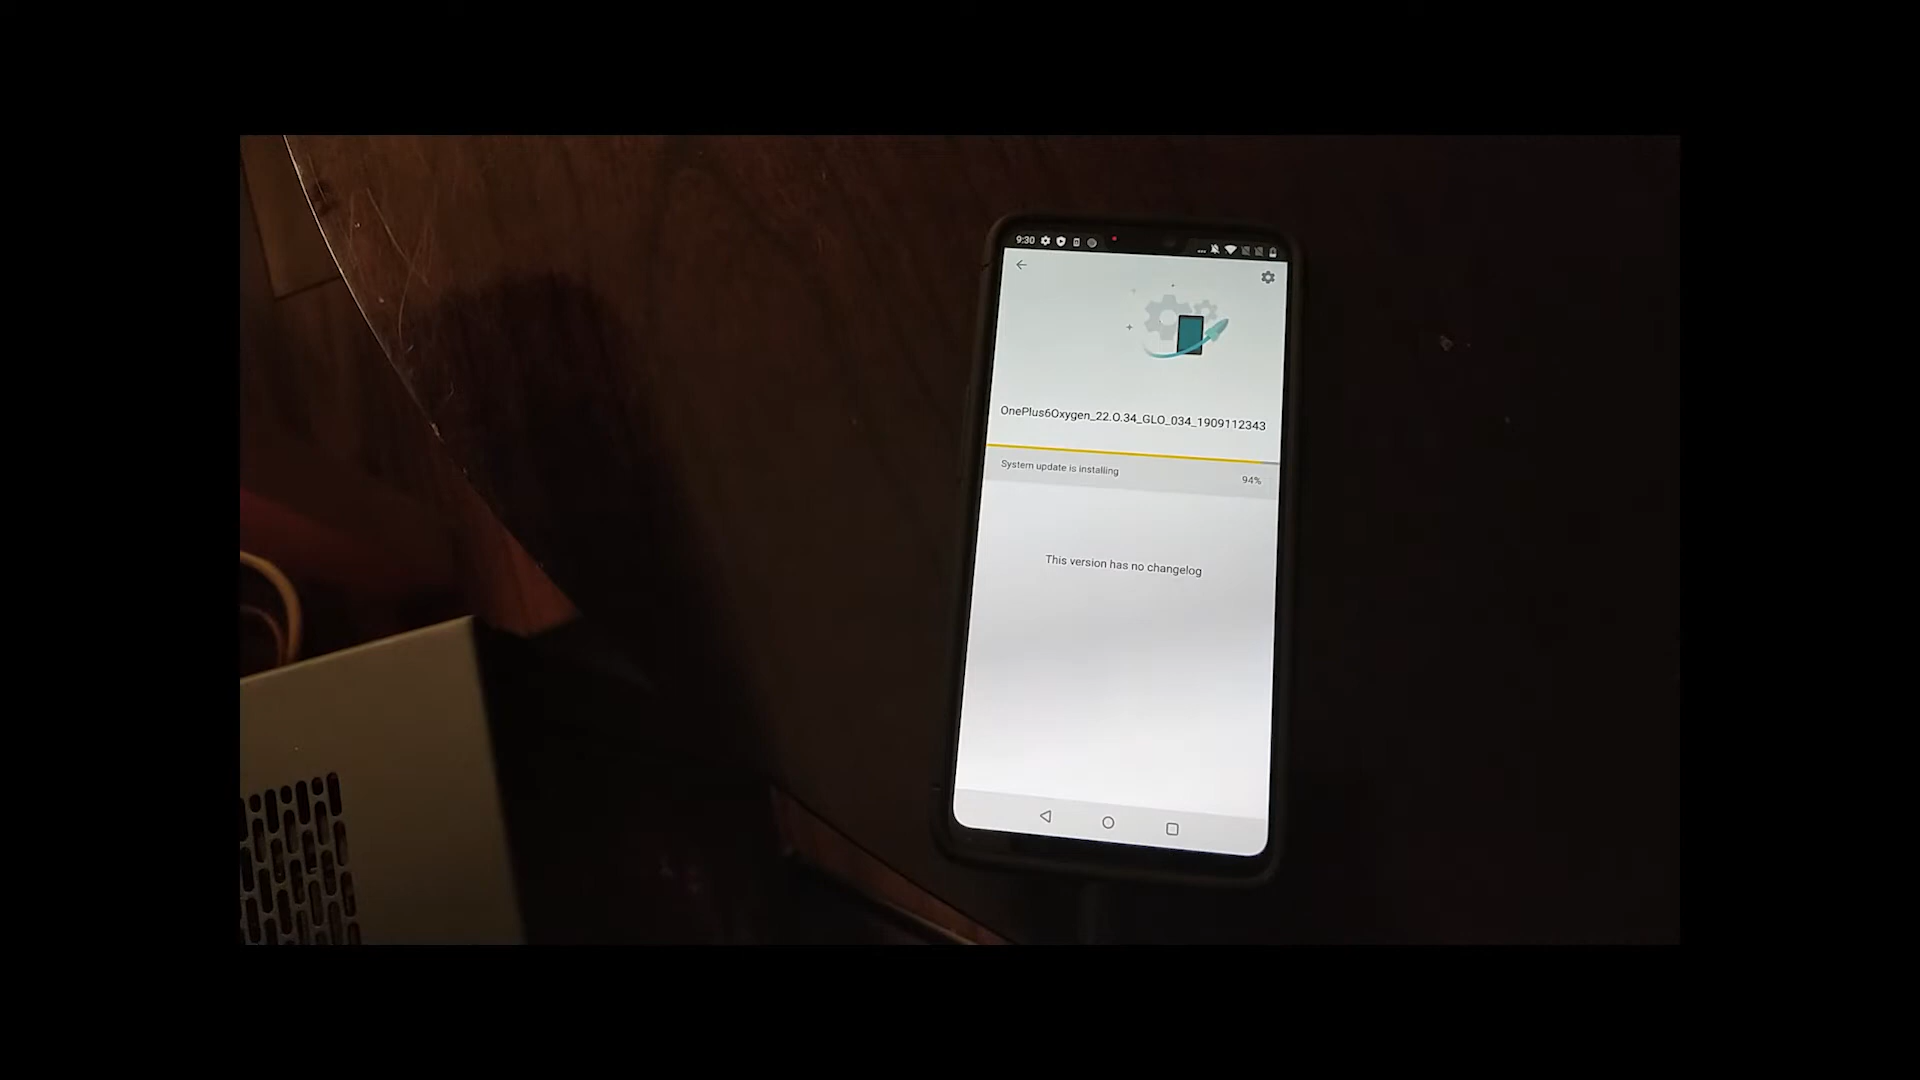 9:30
OnePlus6Oxygen_22.O.34_GLO_034_1909112343
System update is installing
94%
This version has no changelog